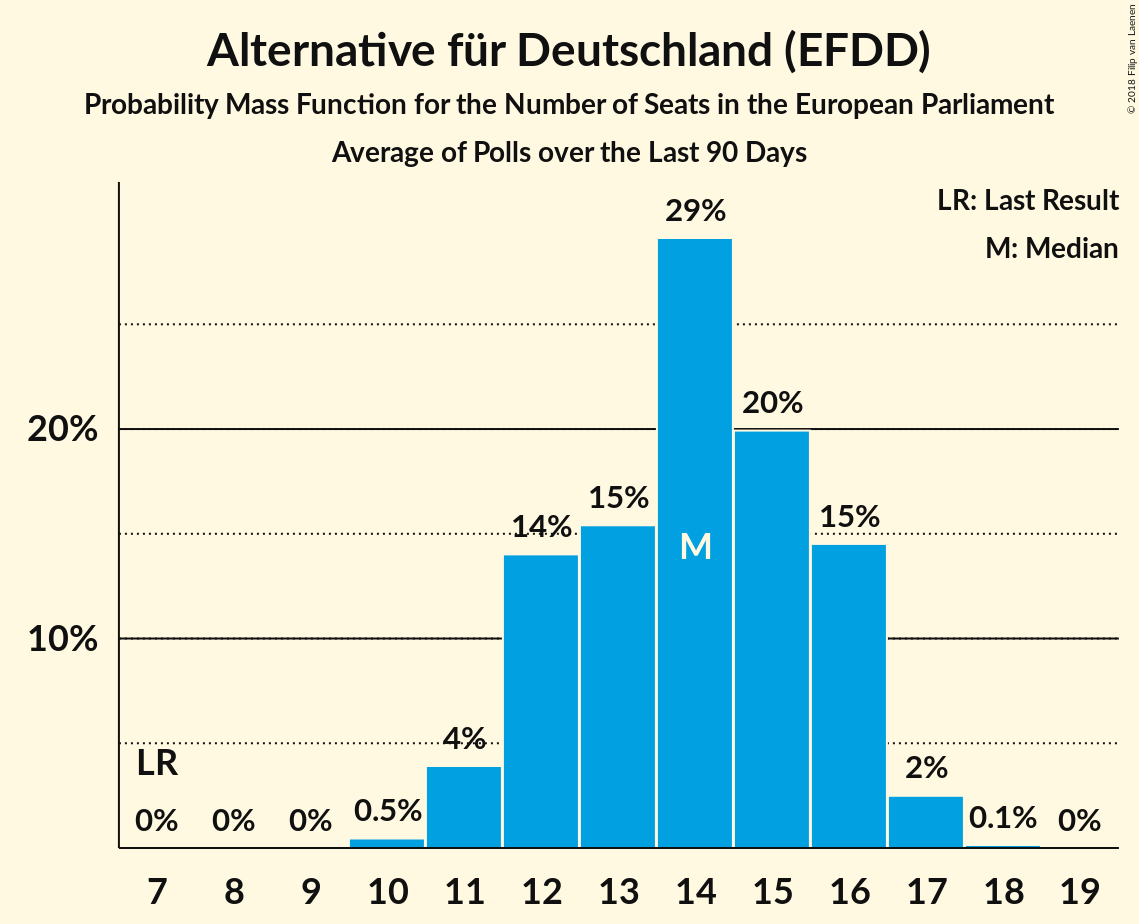 Alternative für Deutschland (EFDD)
Probability Mass Function for the Number of Seats in the European Parliament
Average of Polls over the Last 90 Days
© 2018 Filip van Laenen
LR: Last Result
M: Median
29%
20%
20%
15%
15%
14%
M
10%
4%
LR
2%
0% 0% 0% 0.5% 0.1% 0%
7 8 9 10 11 12 13 14 15 16 17 18 19